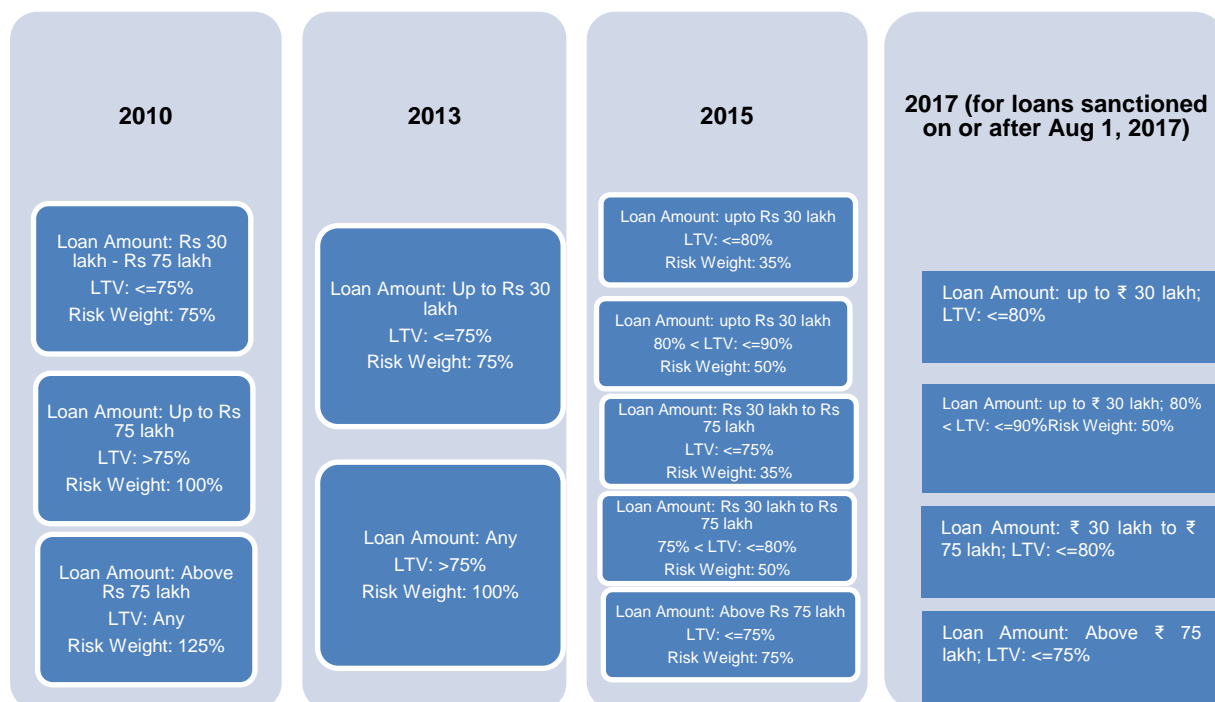 2010
Loan Amount: Rs 30
lakh - Rs 75 lakh
LTV: <=75%
Risk Weight: 75%
Loan Amount: Up to Rs
75 lakh
LTV: >75%
Risk Weight: 100%
Loan Amount: Above
Rs 75 lakh
LTV: Any
Risk Weight: 125%
2013
Loan Amount: Up to Rs 30
lakh
LTV: <=75%
Risk Weight: 75%
Loan Amount: Any
LTV: >75%
Risk Weight: 100%
2015
Loan Amount: upto Rs 30 lakh
LTV: <=80%
Risk Weight: 35%
Loan Amount: upto Rs 30 lakh
80% < LTV: <=90%
Risk Weight: 50%
Loan Amount: Rs 30 lakh to Rs
75 lakh
LTV: <=75%
Risk Weight: 35%
Loan Amount: Rs 30 lakh to Rs
75 lakh
75% < LTV: <=80%
Risk Weight: 50%
Loan Amount: Above Rs 75 lakh
LTV: <=75%
Risk Weight: 75%
2017 (for loans sanctioned
on or after Aug 1, 2017)
Loan Amount: up to ₹ 30 lakh;
LTV: <=80%
Loan Amount: up to ₹ 30 lakh; 80%
< LTV: <=90%Risk Weight: 50%
Loan Amount: ₹ 30 lakh to ₹
75 lakh; LTV: <=80%
Loan Amount: Above ₹ 75
lakh; LTV: <=75%